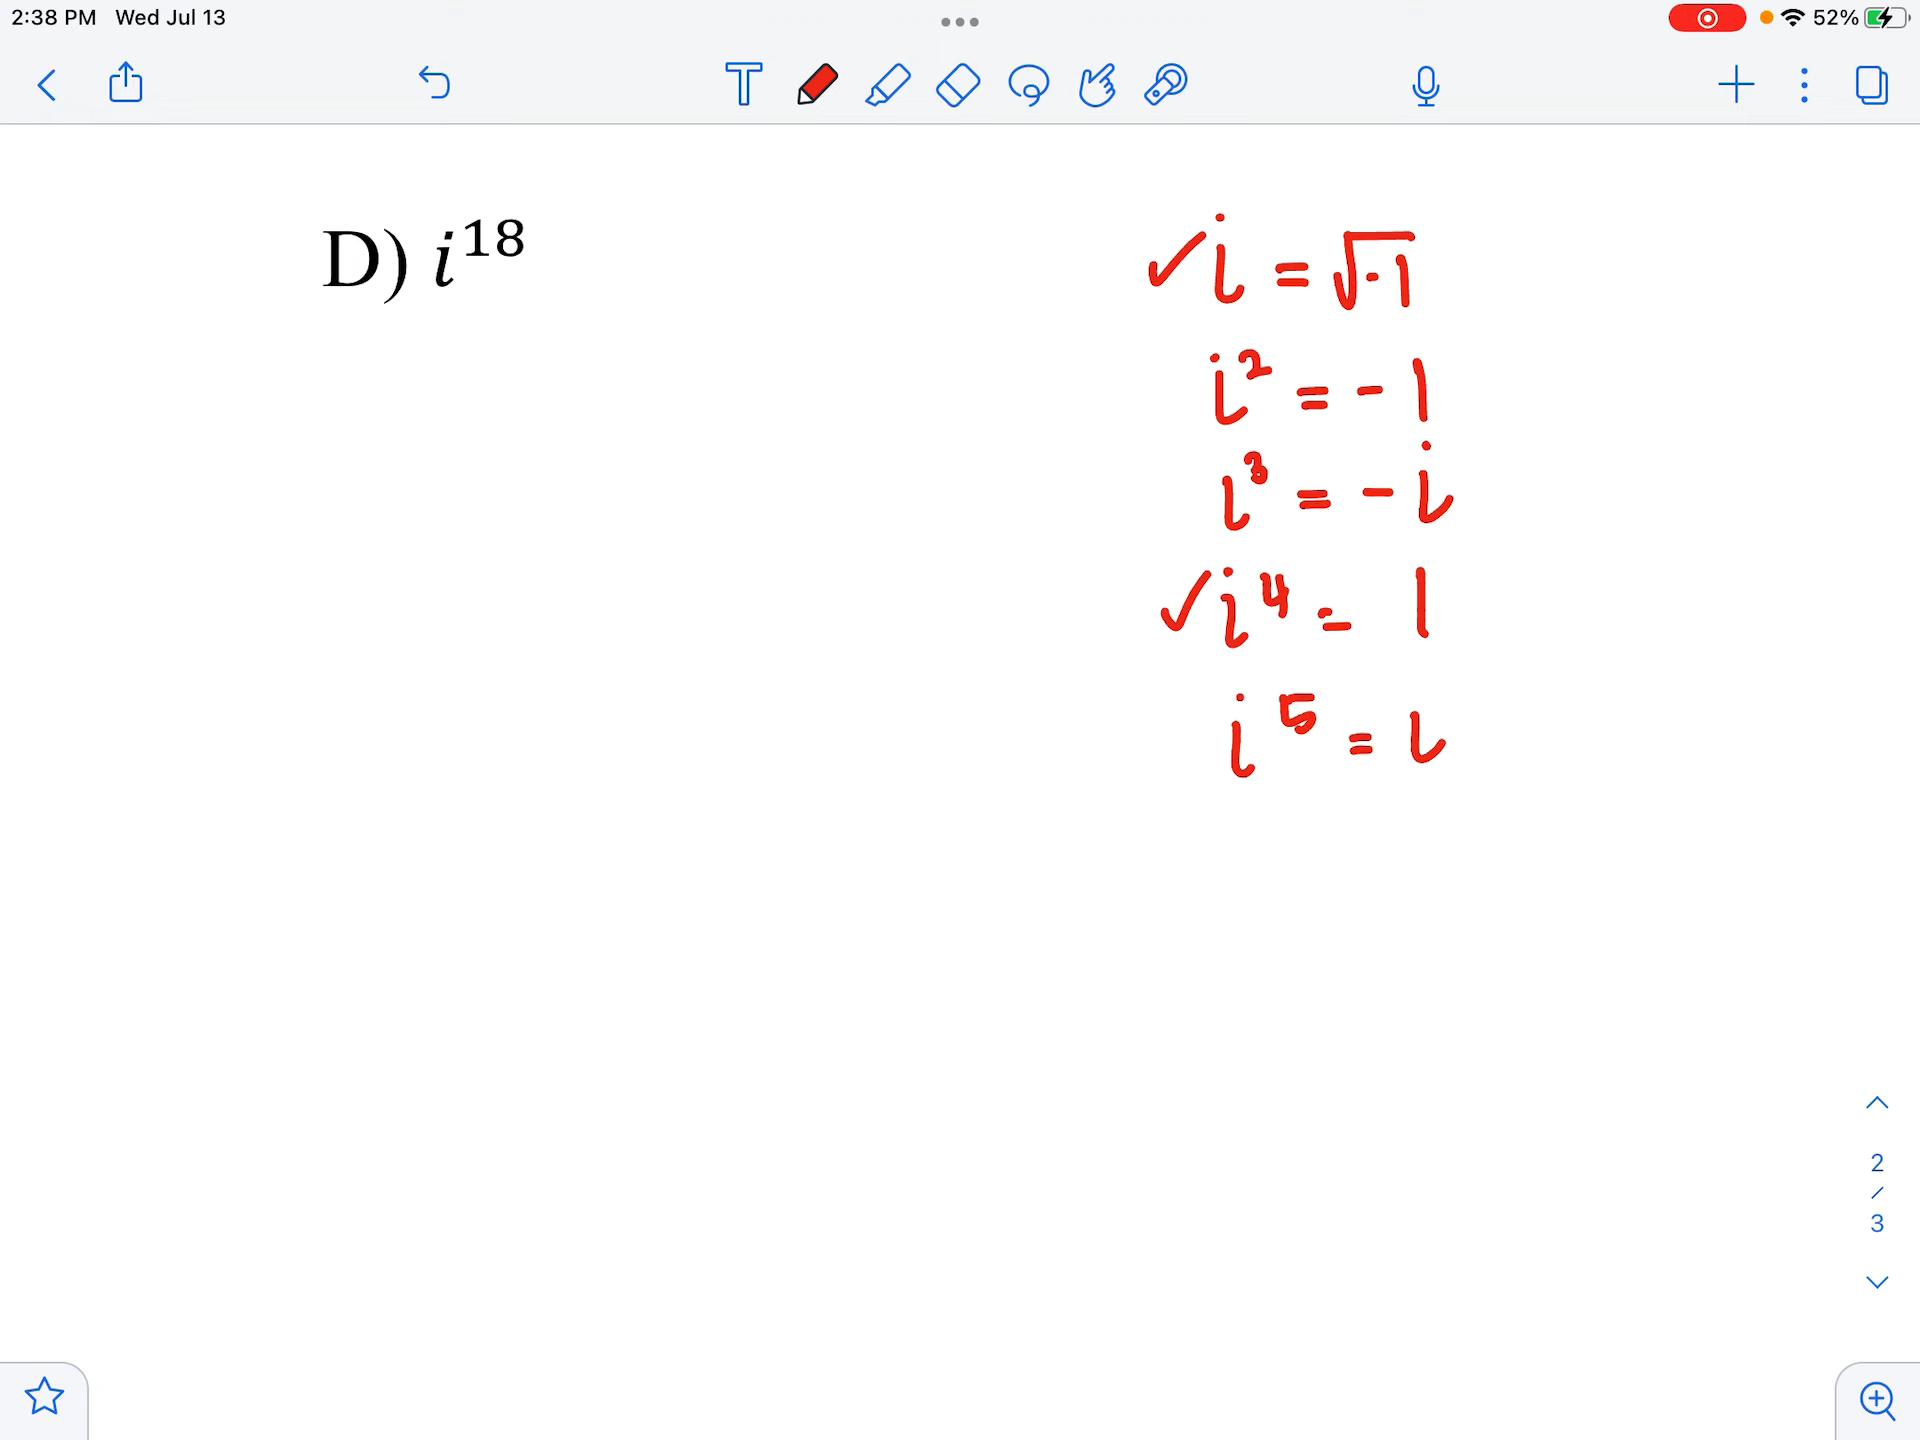 2:38 PM Wed Jul 13
52%
T
D) i¹⁸
✓i = √-1
i² = -1
i³ = -i
✓i⁴ = 1
i⁵ = i
2
/
3